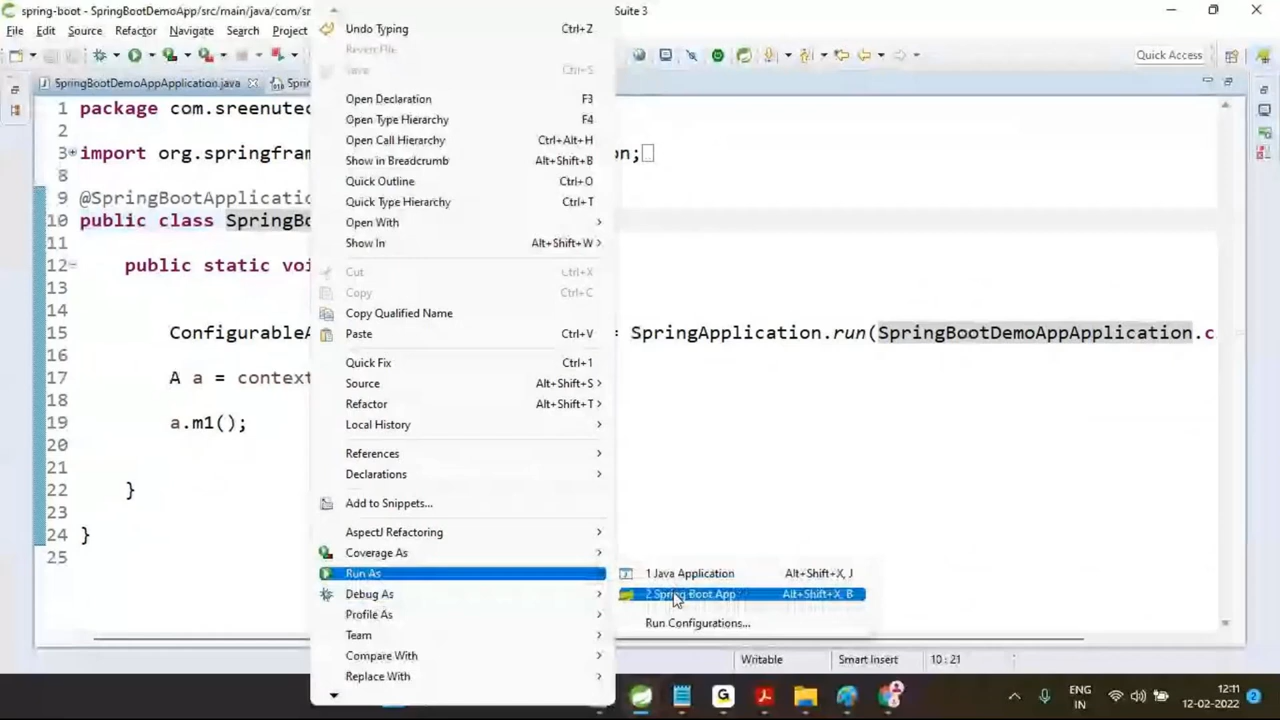 spring-boot - SpringBootDemoApp/src/main/java/com/sr
Suite 3
File Edit Source Refactor Navigate Search Project
Quick Access
SpringBootDemoAppApplication.java
Spri
1 package com.sreenutec
2
3 import org.springfram
on;
8
9 @SpringBootApplicatio
10 public class SpringBo
11
12 public static voi
13
14
15 ConfigurableA
= SpringApplication.run(SpringBootDemoAppApplication.c
16
17 A a = context
18
19 a.m1();
20
21
22 }
23
24 }
25
Undo Typing Ctrl+Z
Revert File
Save Ctrl+S
Open Declaration F3
Open Type Hierarchy F4
Open Call Hierarchy Ctrl+Alt+H
Show in Breadcrumb Alt+Shift+B
Quick Outline Ctrl+O
Quick Type Hierarchy Ctrl+T
Open With
Show In Alt+Shift+W
Cut Ctrl+X
Copy Ctrl+C
Copy Qualified Name
Paste Ctrl+V
Quick Fix Ctrl+1
Source Alt+Shift+S
Refactor Alt+Shift+T
Local History
References
Declarations
Add to Snippets...
AspectJ Refactoring
Coverage As
Run As
Debug As
Profile As
Team
Compare With
Replace With
1 Java Application Alt+Shift+X, J
2 Spring Boot App Alt+Shift+X, B
Run Configurations...
Writable Smart Insert 10 : 21
G
ENG
IN
12:11
12-02-2022
2